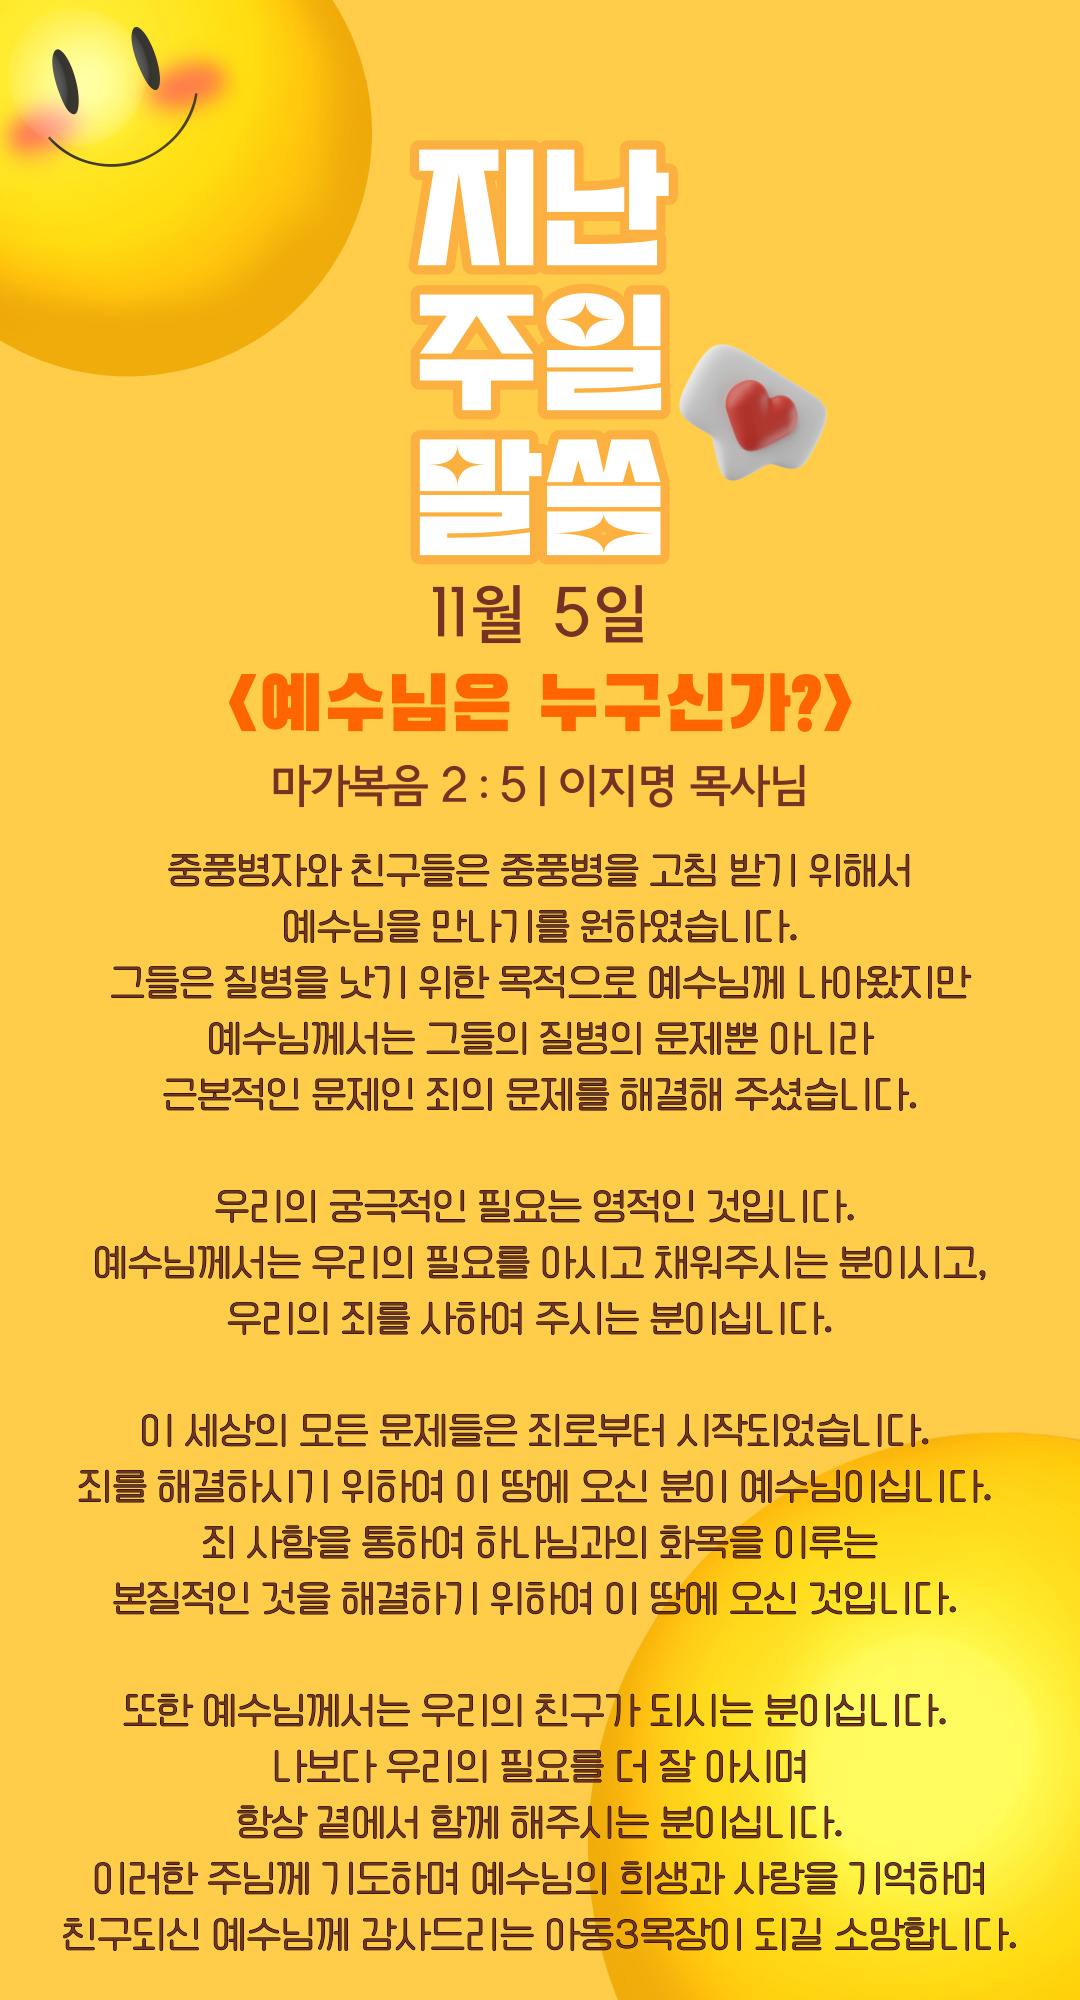 지난
주일
말씀
11월 5일
<예수님은 누구신가?>
마가복음 2 : 5 | 이지명 목사님
중풍병자와 친구들은 중풍병을 고침 받기 위해서
예수님을 만나기를 원하였습니다.
그들은 질병을 낫기 위한 목적으로 예수님께 나아왔지만
예수님께서는 그들의 질병의 문제뿐 아니라
근본적인 문제인 죄의 문제를 해결해 주셨습니다.
우리의 궁극적인 필요는 영적인 것입니다.
예수님께서는 우리의 필요를 아시고 채워주시는 분이시고,
우리의 죄를 사하여 주시는 분이십니다.
이 세상의 모든 문제들은 죄로부터 시작되었습니다.
죄를 해결하시기 위하여 이 땅에 오신 분이 예수님이십니다.
죄 사함을 통하여 하나님과의 화목을 이루는
본질적인 것을 해결하기 위하여 이 땅에 오신 것입니다.
또한 예수님께서는 우리의 친구가 되시는 분이십니다.
나보다 우리의 필요를 더 잘 아시며
항상 곁에서 함께 해주시는 분이십니다.
이러한 주님께 기도하며 예수님의 희생과 사랑을 기억하며
친구되신 예수님께 감사드리는 아동3목장이 되길 소망합니다.